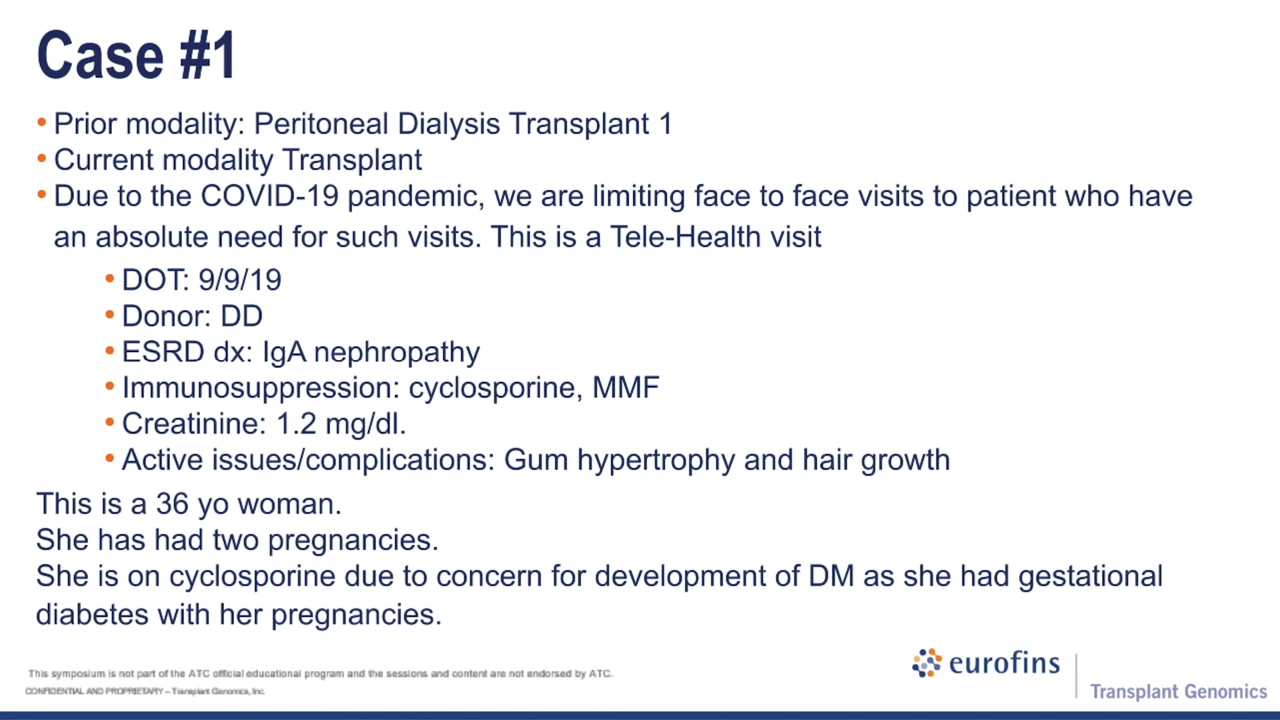 Case #1
• Prior modality: Peritoneal Dialysis Transplant 1
• Current modality Transplant
• Due to the COVID-19 pandemic, we are limiting face to face visits to patient who have
an absolute need for such visits. This is a Tele-Health visit
• DOT: 9/9/19
• Donor: DD
• ESRD dx: IgA nephropathy
• Immunosuppression: cyclosporine, MMF
• Creatinine: 1.2 mg/dl.
• Active issues/complications: Gum hypertrophy and hair growth
This is a 36 yo woman.
She has had two pregnancies.
She is on cyclosporine due to concern for development of DM as she had gestational
diabetes with her pregnancies.
This symposium is not part of the ATC official educational program and the sessions and content are not endorsed by ATC.
CONFIDENTIAL AND PROPRIETARY – Transplant Genomics, Inc.
eurofins
Transplant Genomics